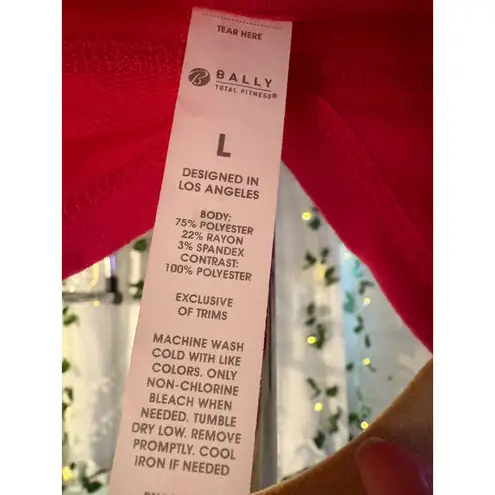 TEAR HERE
BALLY
TOTAL FITNESS®
L
DESIGNED IN
LOS ANGELES
BODY:
75% POLYESTER
22% RAYON
3% SPANDEX
CONTRAST:
100% POLYESTER
EXCLUSIVE
OF TRIMS
MACHINE WASH
COLD WITH LIKE
COLORS. ONLY
NON-CHLORINE
BLEACH WHEN
NEEDED. TUMBLE
DRY LOW. REMOVE
PROMPTLY. COOL
IRON IF NEEDED